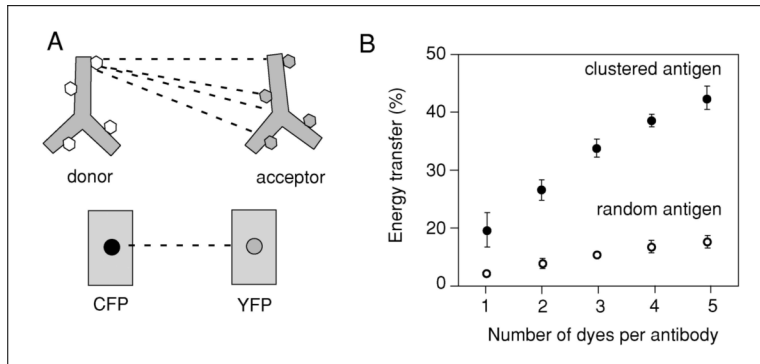 A
donor
acceptor
CFP
YFP
B
50
40
30
20
0
Energy transfer (%)
clustered antigen
random antigen
1 2 3 4 5
Number of dyes per antibody